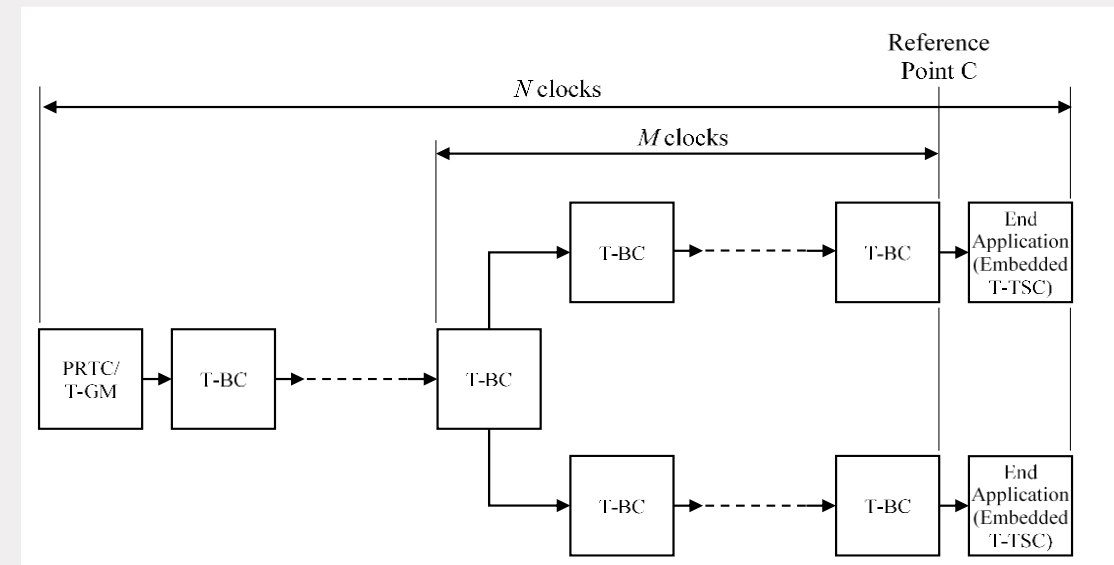 Reference
Point C
N clocks
M clocks
T-BC
T-BC
End
Application
(Embedded
T-TSC)
PRTC/
T-GM
T-BC
T-BC
T-BC
T-BC
End
Application
(Embedded
T-TSC)